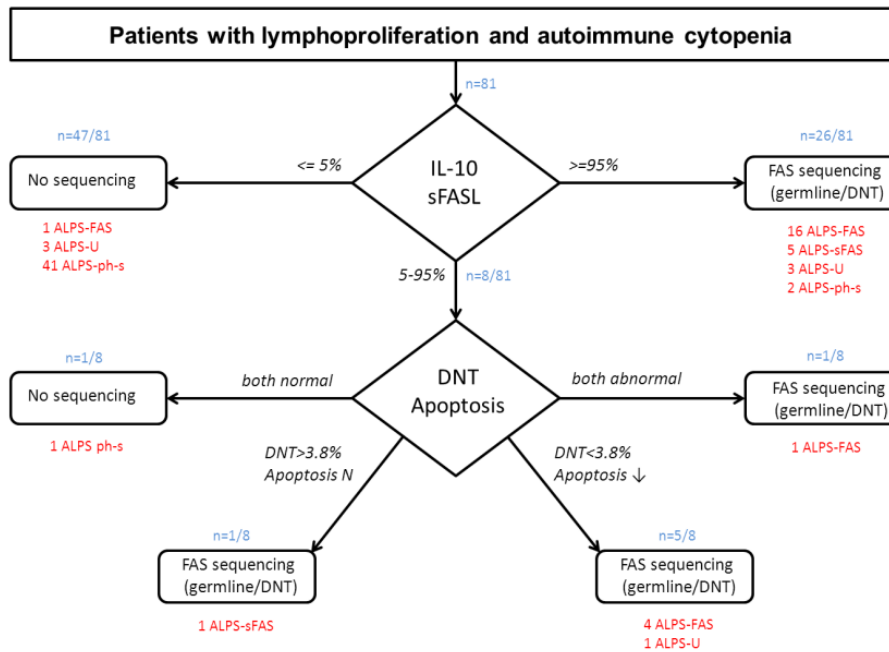 Patients with lymphoproliferation and autoimmune cytopenia
n=81
n=47/81
n=26/81
<= 5%
IL-10
sFASL
>=95%
No sequencing
FAS sequencing
(germline/DNT)
1 ALPS-FAS
3 ALPS-U
41 ALPS-ph-s
16 ALPS-FAS
5 ALPS-sFAS
3 ALPS-U
2 ALPS-ph-s
5-95%
n=8/81
n=1/8
n=1/8
both normal
DNT
Apoptosis
both abnormal
No sequencing
FAS sequencing
(germline/DNT)
1 ALPS ph-s
1 ALPS-FAS
DNT>3.8%
Apoptosis N
DNT<3.8%
Apoptosis ↓
n=1/8
n=5/8
FAS sequencing
(germline/DNT)
FAS sequencing
(germline/DNT)
1 ALPS-sFAS
4 ALPS-FAS
1 ALPS-U